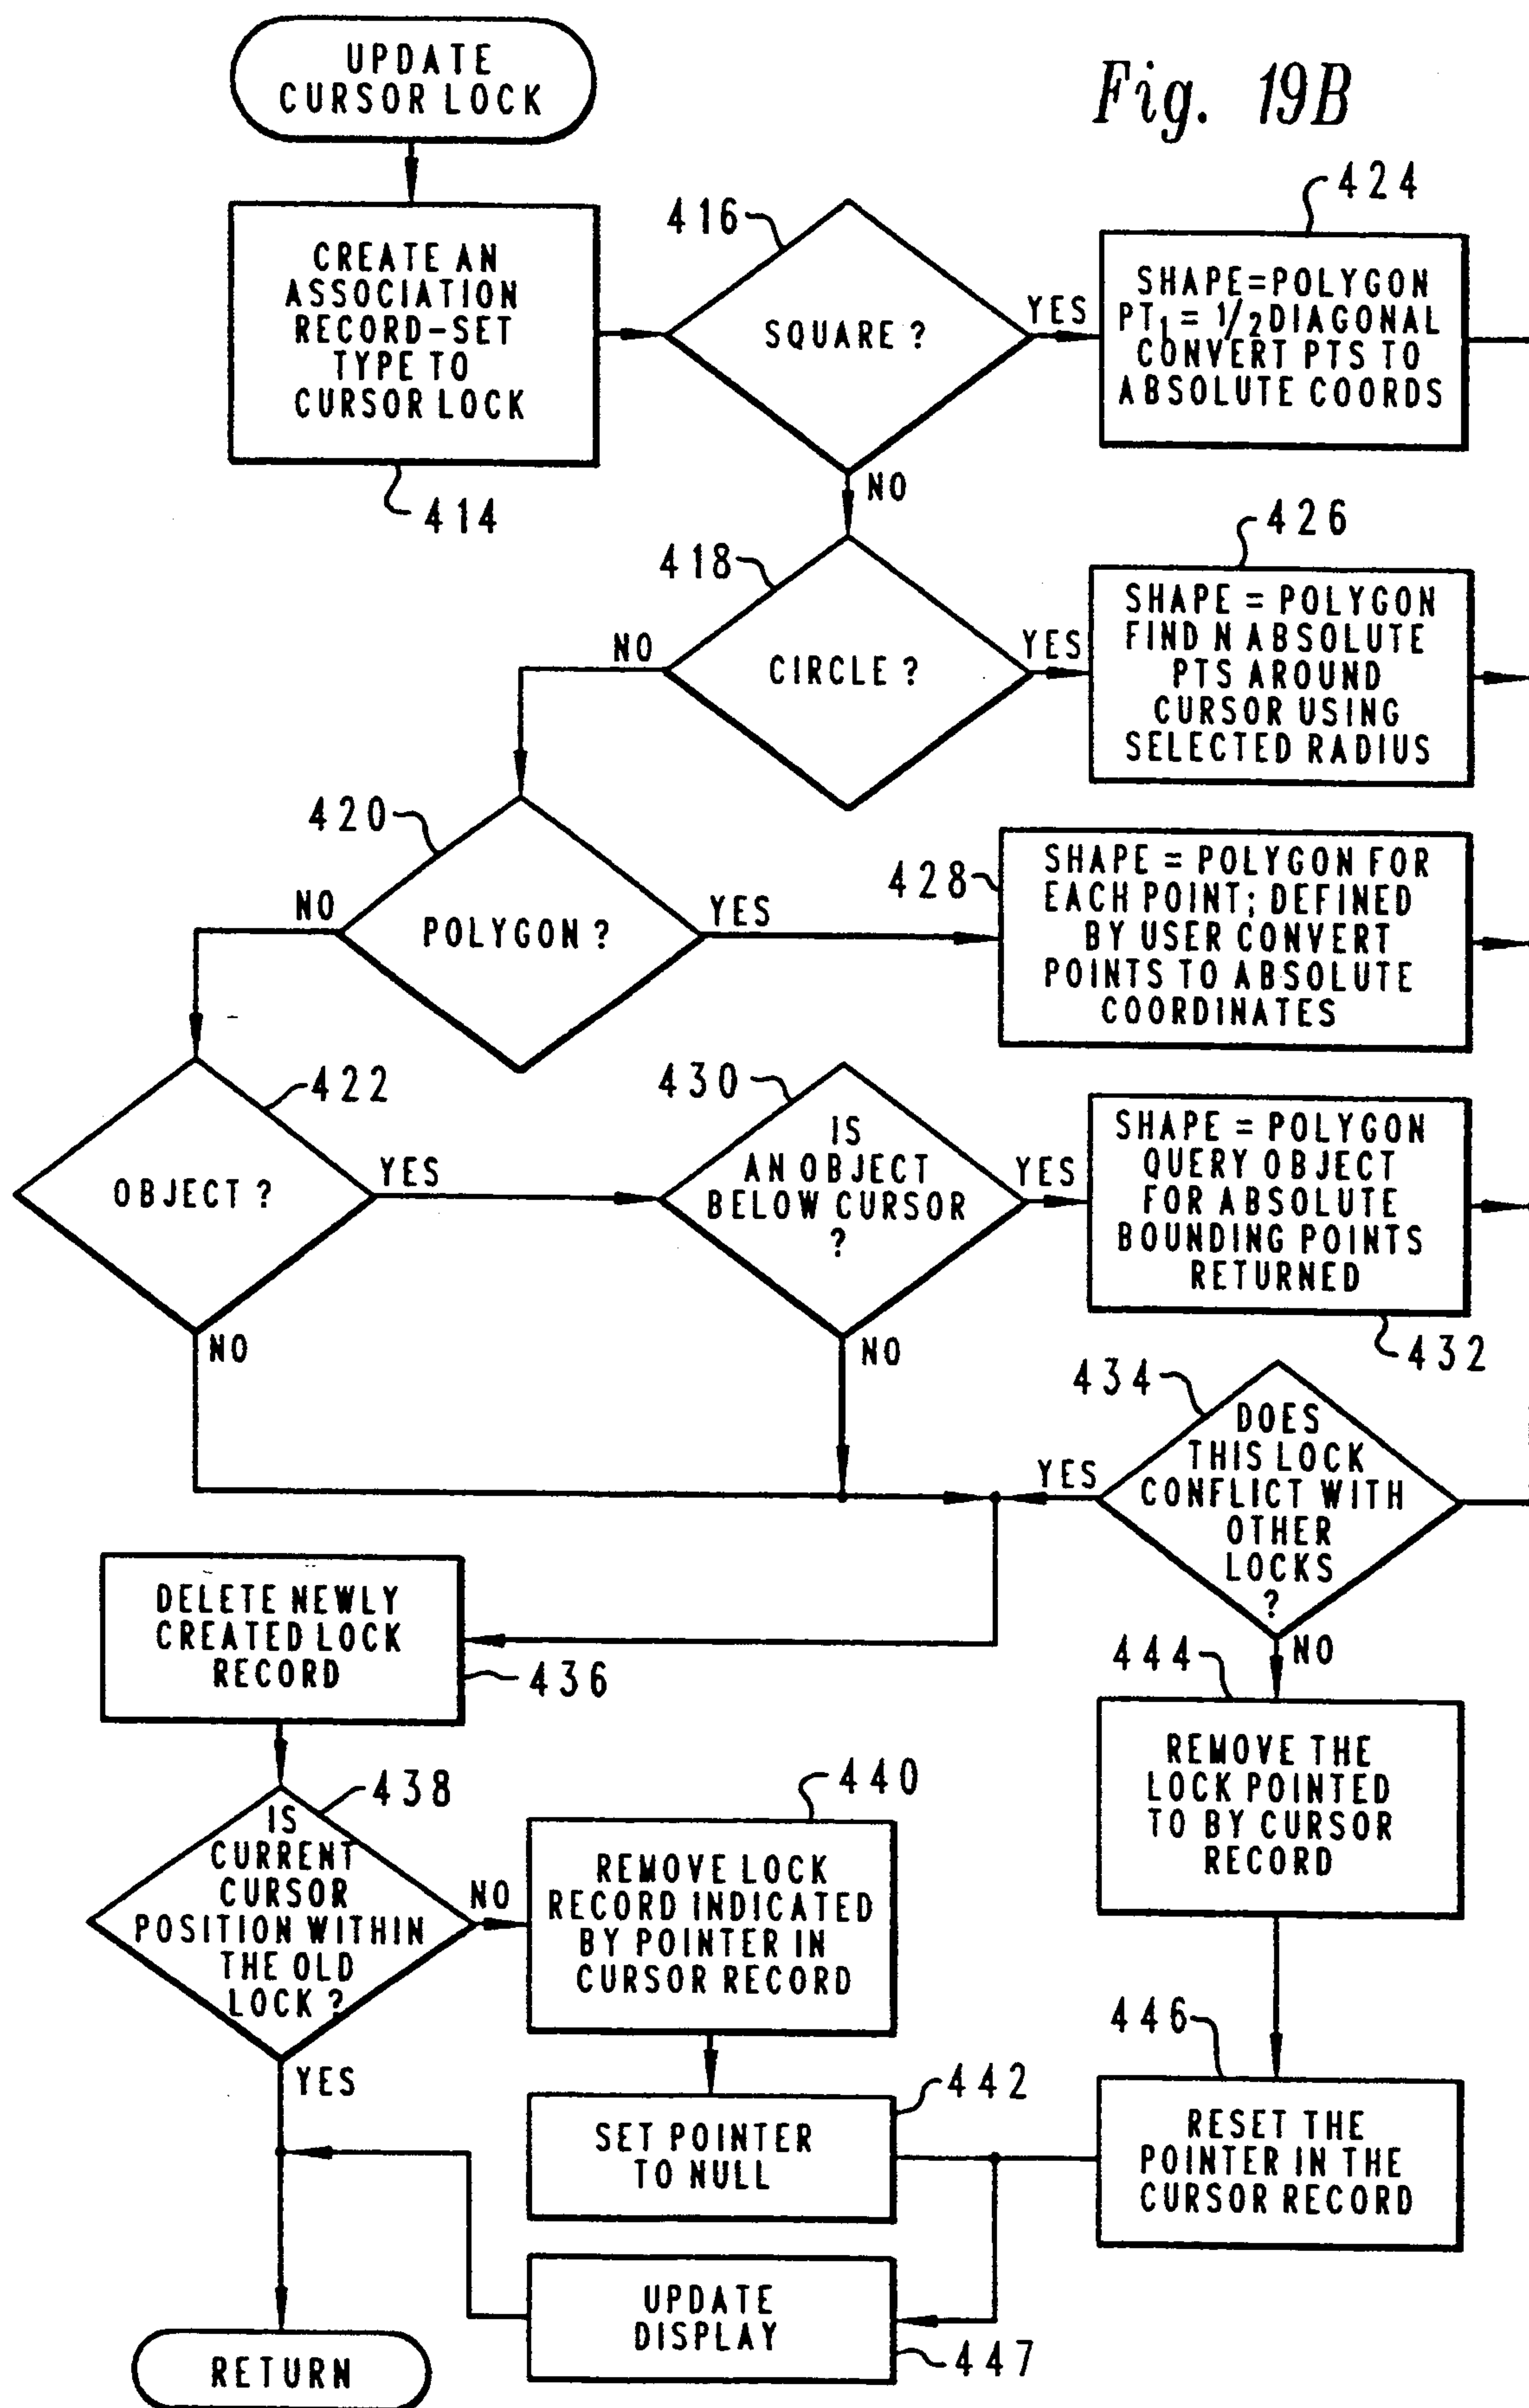 UPDATE
CURSOR LOCK
Fig. 19B
CREATE AN
ASSOCIATION
RECORD-SET
TYPE TO
CURSOR LOCK
414
416
SQUARE ?
YES
NO
424
SHAPE=POLYGON
PT1 = 1/2 DIAGONAL
CONVERT PTS TO
ABSOLUTE COORDS
418
CIRCLE ?
NO
YES
426
SHAPE = POLYGON
FIND N ABSOLUTE
PTS AROUND
CURSOR USING
SELECTED RADIUS
420
POLYGON ?
NO
YES
428
SHAPE = POLYGON FOR
EACH POINT; DEFINED
BY USER CONVERT
POINTS TO ABSOLUTE
COORDINATES
422
OBJECT ?
YES
NO
430
IS
AN OBJECT
BELOW CURSOR
?
YES
NO
SHAPE = POLYGON
QUERY OBJECT
FOR ABSOLUTE
BOUNDING POINTS
RETURNED
432
434
DOES
THIS LOCK
CONFLICT WITH
OTHER
LOCKS
?
YES
NO
DELETE NEWLY
CREATED LOCK
RECORD
436
438
IS
CURRENT
CURSOR
POSITION WITHIN
THE OLD
LOCK ?
NO
YES
440
REMOVE LOCK
RECORD INDICATED
BY POINTER IN
CURSOR RECORD
442
SET POINTER
TO NULL
444
REMOVE THE
LOCK POINTED
TO BY CURSOR
RECORD
446
RESET THE
POINTER IN THE
CURSOR RECORD
UPDATE
DISPLAY
447
RETURN